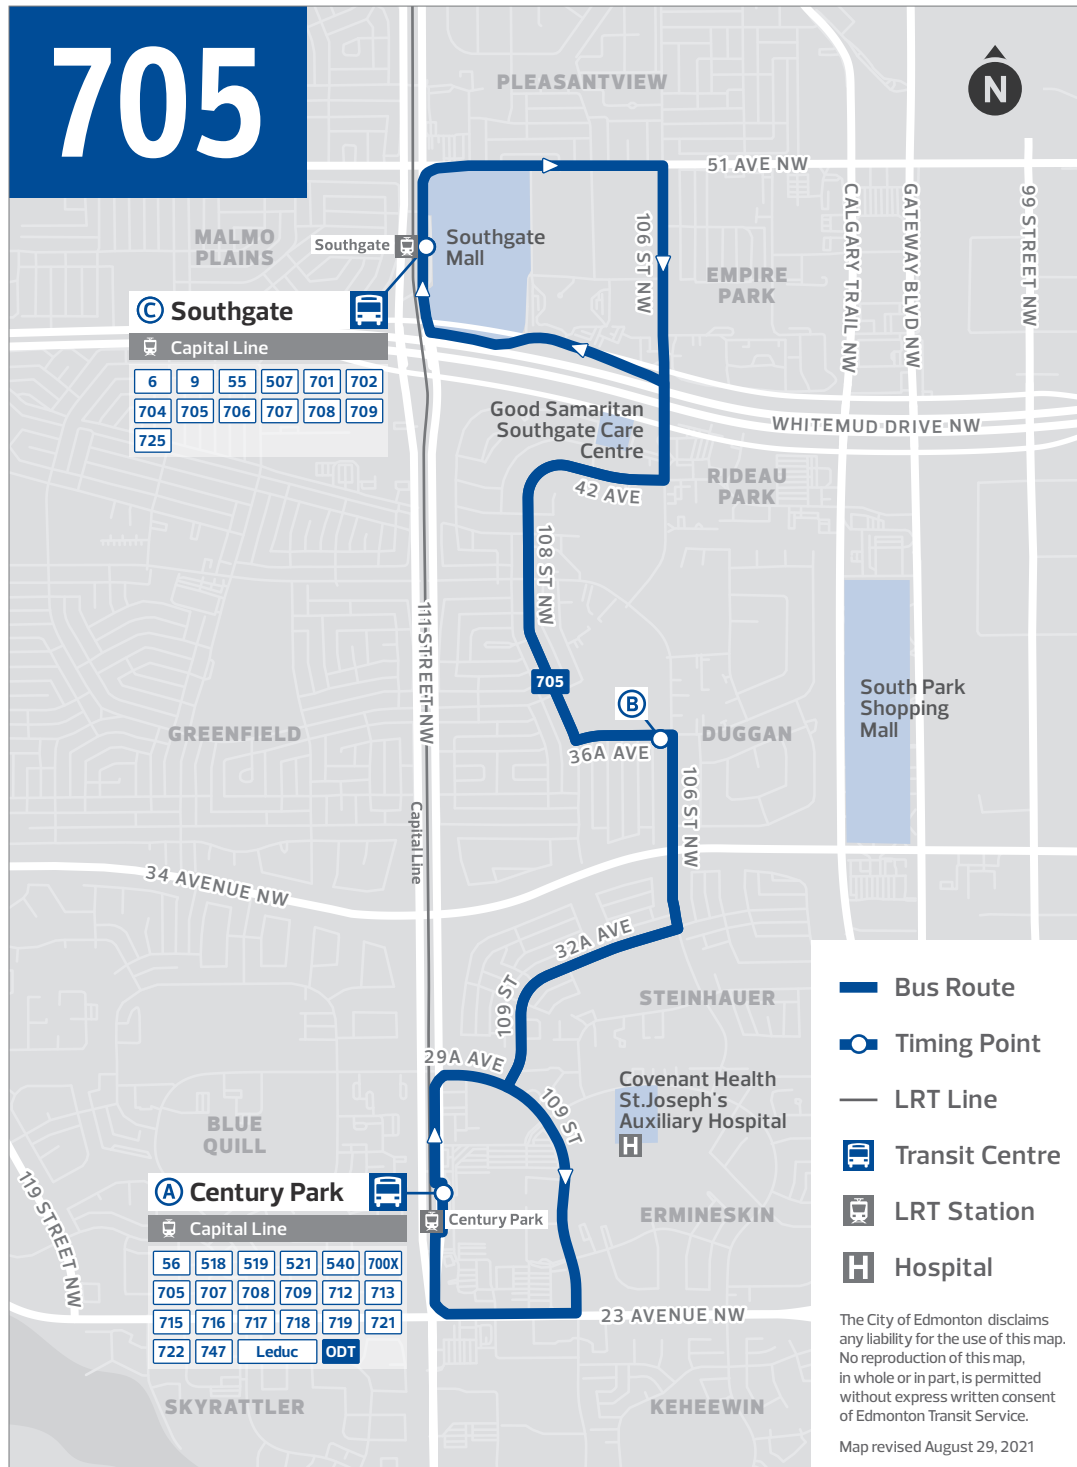 705
N
PLEASANTVIEW
51 AVE NW
MALMO
PLAINS
Southgate
Southgate
Mall
106 ST NW
EMPIRE
PARK
CALGARY TRAIL NW
GATEWAY BLVD NW
99 STREET NW
C Southgate
Capital Line
6 9 55 507 701 702
704 705 706 707 708 709
725
Good Samaritan
Southgate Care
Centre
WHITEMUD DRIVE NW
42 AVE
RIDEAU
PARK
108 ST NW
111 STREET NW
705
B
South Park
Shopping
Mall
GREENFIELD
DUGGAN
36A AVE
106 ST NW
Capital Line
34 AVENUE NW
32A AVE
109 ST
STEINHAUER
29A AVE
109 ST
Covenant Health
St.Joseph's
Auxiliary Hospital
H
BLUE
QUILL
119 STREET NW
A Century Park
Capital Line
Century Park
ERMINESKIN
56 518 519 521 540 700X
705 707 708 709 712 713
715 716 717 718 719 721
722 747 Leduc ODT
23 AVENUE NW
SKYRATTLER
KEHEEWIN
Bus Route
Timing Point
LRT Line
Transit Centre
LRT Station
H Hospital
The City of Edmonton disclaims
any liability for the use of this map.
No reproduction of this map,
in whole or in part, is permitted
without express written consent
of Edmonton Transit Service.
Map revised August 29, 2021